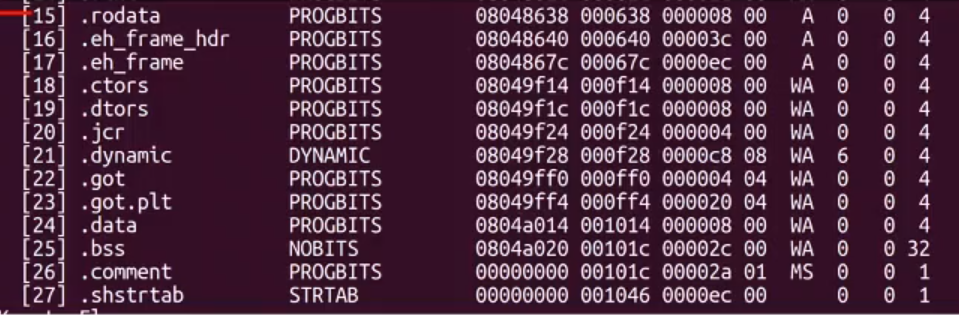 [15] .rodata PROGBITS 08048638 000638 000008 00 A 0 0 4
[16] .eh_frame_hdr PROGBITS 08048640 000640 00003c 00 A 0 0 4
[17] .eh_frame PROGBITS 0804867c 00067c 0000ec 00 A 0 0 4
[18] .ctors PROGBITS 08049f14 000f14 000008 00 WA 0 0 4
[19] .dtors PROGBITS 08049f1c 000f1c 000008 00 WA 0 0 4
[20] .jcr PROGBITS 08049f24 000f24 000004 00 WA 0 0 4
[21] .dynamic DYNAMIC 08049f28 000f28 0000c8 08 WA 6 0 4
[22] .got PROGBITS 08049ff0 000ff0 000004 04 WA 0 0 4
[23] .got.plt PROGBITS 08049ff4 000ff4 000020 04 WA 0 0 4
[24] .data PROGBITS 0804a014 001014 000008 00 WA 0 0 4
[25] .bss NOBITS 0804a020 00101c 00002c 00 WA 0 0 32
[26] .comment PROGBITS 00000000 00101c 00002a 01 MS 0 0 1
[27] .shstrtab STRTAB 00000000 001046 0000ec 00 0 0 1